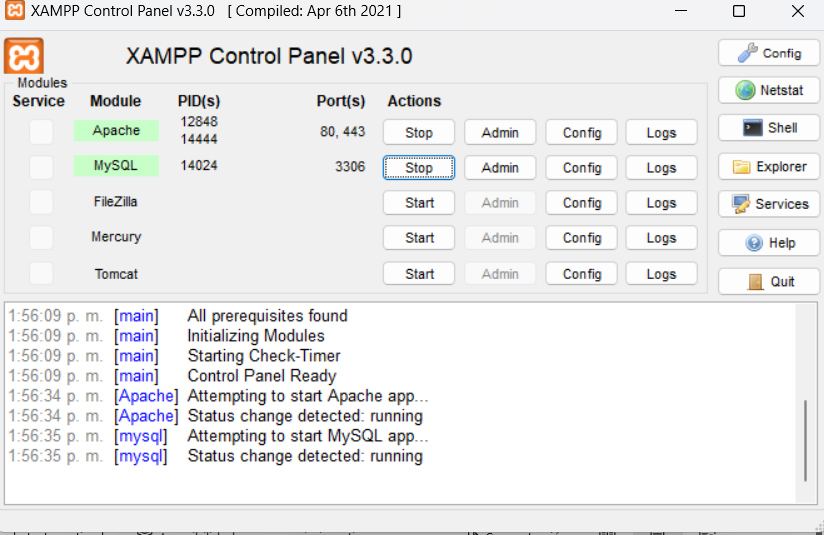 XAMPP Control Panel v3.3.0 [ Compiled: Apr 6th 2021 ]
XAMPP Control Panel v3.3.0
Config
Modules
Service Module PID(s) Port(s) Actions
Netstat
Apache 12848 14444 80, 443 Stop Admin Config Logs
Shell
MySQL 14024 3306 Stop Admin Config Logs
Explorer
FileZilla Start Admin Config Logs
Services
Mercury Start Admin Config Logs
Help
Tomcat Start Admin Config Logs
Quit
1:56:09 p. m. [main] All prerequisites found
1:56:09 p. m. [main] Initializing Modules
1:56:09 p. m. [main] Starting Check-Timer
1:56:09 p. m. [main] Control Panel Ready
1:56:34 p. m. [Apache] Attempting to start Apache app...
1:56:34 p. m. [Apache] Status change detected: running
1:56:35 p. m. [mysql] Attempting to start MySQL app...
1:56:35 p. m. [mysql] Status change detected: running